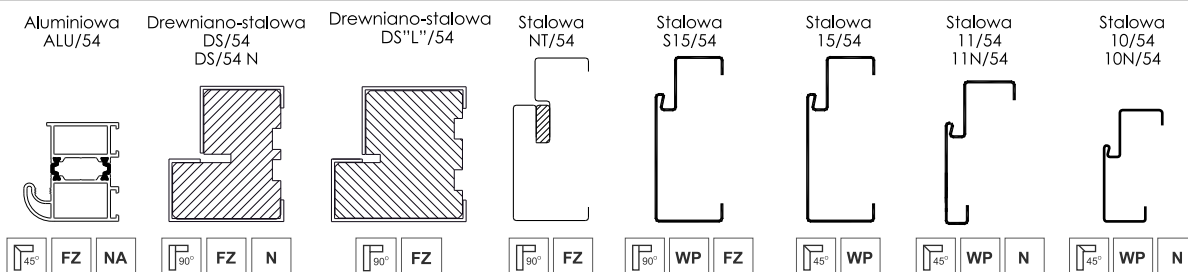 Aluminiowa
ALU/54
Drewniano-stalowa
DS/54
DS/54 N
Drewniano-stalowa
DS”L”/54
Stalowa
NT/54
Stalowa
S15/54
Stalowa
15/54
Stalowa
11/54
11N/54
Stalowa
10/54
10N/54
45° FZ NA
90° FZ N
90° FZ
90° FZ
90° WP FZ
45° WP
45° WP N
45° WP N